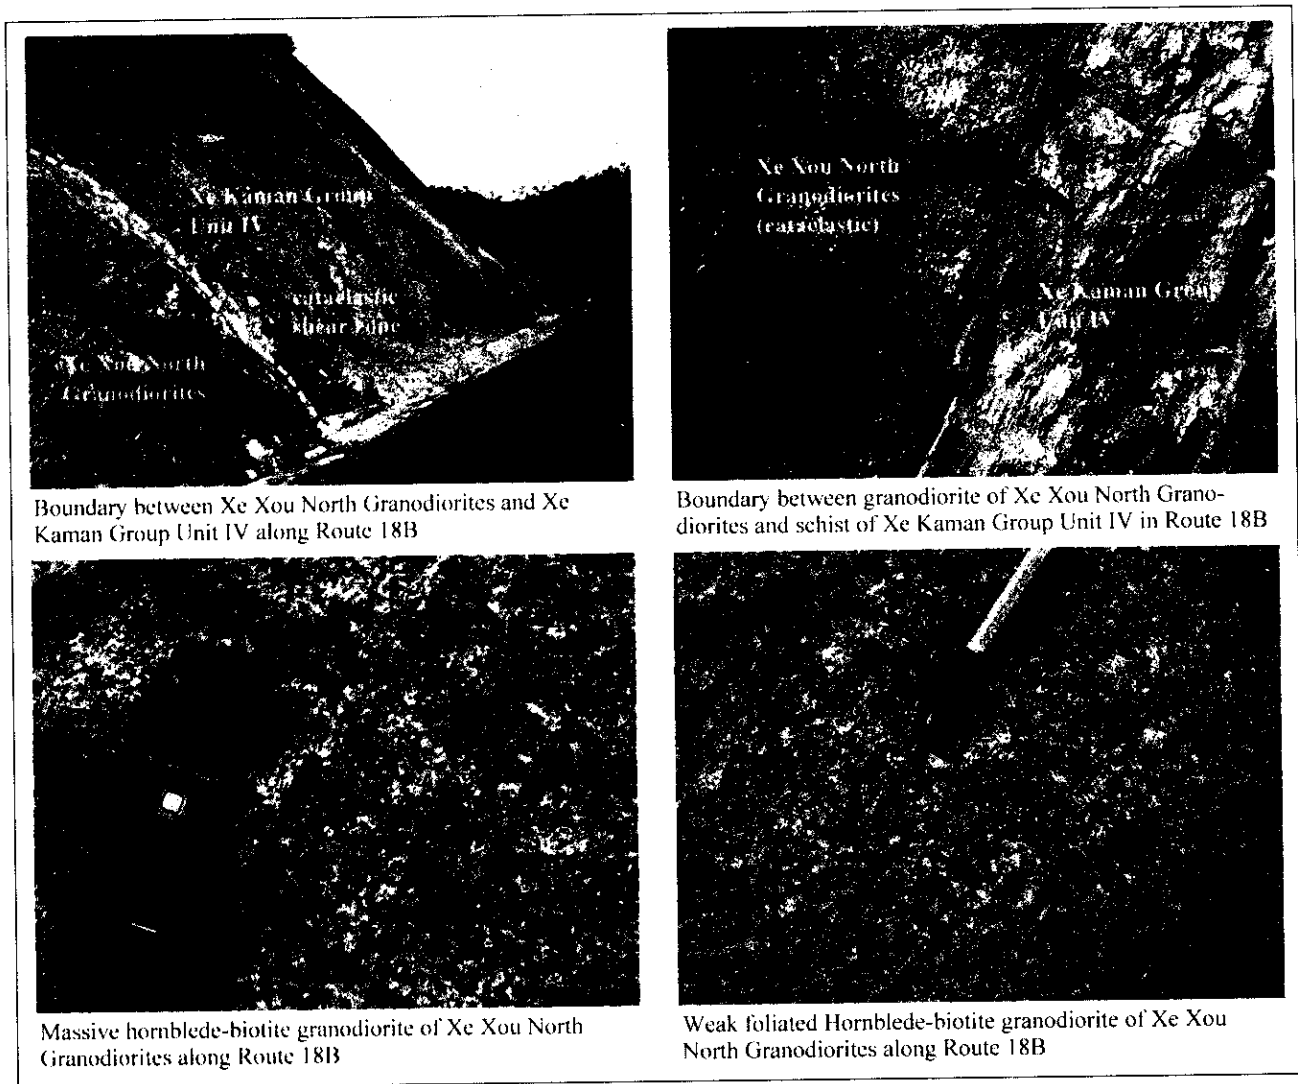 Xe Kaman Group
Unit IV
cataclastic
shear zone
Xe Xou North
Granodiorites
Boundary between Xe Xou North Granodiorites and Xe
Kaman Group Unit IV along Route 18B
Xe Xou North
Granodiorites
(cataclastic)
Xe Kaman Group
Unit IV
Boundary between granodiorite of Xe Xou North Grano-
diorites and schist of Xe Kaman Group Unit IV in Route 18B
Massive hornblede-biotite granodiorite of Xe Xou North
Granodiorites along Route 18B
Weak foliated Hornblede-biotite granodiorite of Xe Xou
North Granodiorites along Route 18B